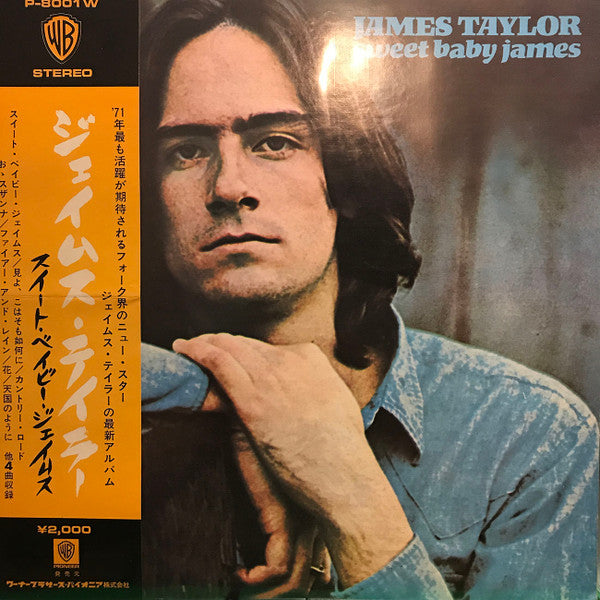 P-8001W
WB
STEREO
ジェイムス・テイラー
スイート・ベイビー・ジェイムス
'71年最も活躍が期待されるフォーク界のニュー・スター
ジェイムス・テイラーの最新アルバム
スイート・ベイビー・ジェイムス/見よ、こはそも如何に/カントリー・ロード
お、スザンナ/ファイアー・アンド・レイン/花/天国のように 他4曲収録
¥2,000
WB
PIONEER
発売元
ワーナーブラザーズ・パイオニア株式会社
JAMES TAYLOR
sweet baby james